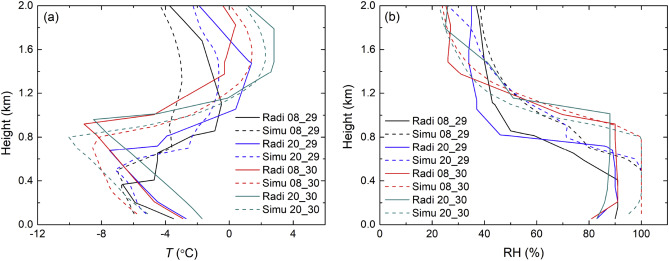 (a)
Height (km)
2.0
1.6
1.2
0.8
0.4
0.0
-12
-8
-4
0
4
T (°C)
Radi 08_29
Simu 08_29
Radi 20_29
Simu 20_29
Radi 08_30
Simu 08_30
Radi 20_30
Simu 20_30
(b)
Height (km)
2.0
1.6
1.2
0.8
0.4
0.0
20
40
60
80
100
RH (%)
Radi 08_29
Simu 08_29
Radi 20_29
Simu 20_29
Radi 08_30
Simu 08_30
Radi 20_30
Simu 20_30